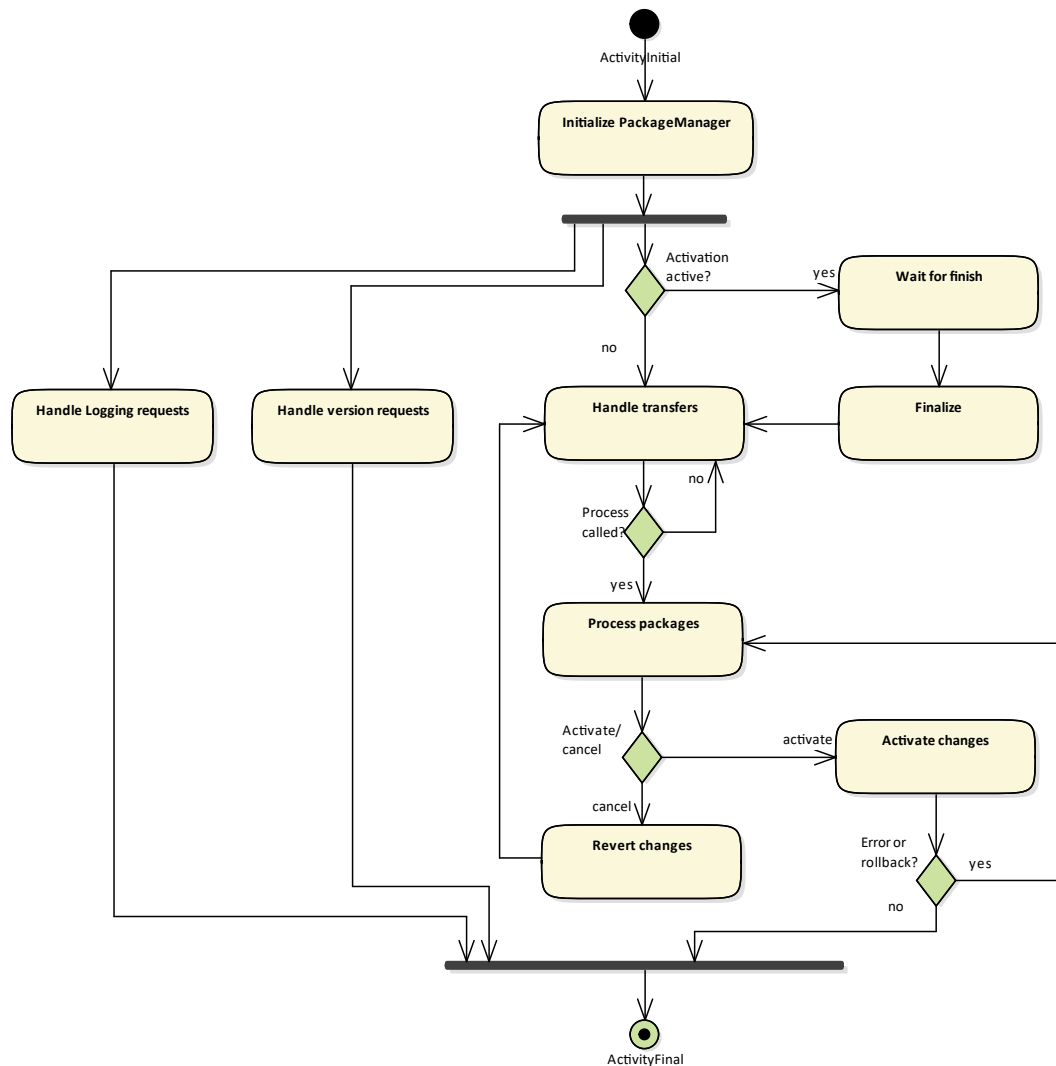 ActivityInitial
Initialize PackageManager
Activation
active?
yes
Wait for finish
no
Handle Logging requests
Handle version requests
Handle transfers
Finalize
no
Process
called?
yes
Process packages
Activate/
cancel
activate
Activate changes
cancel
Revert changes
Error or
rollback?
yes
no
ActivityFinal